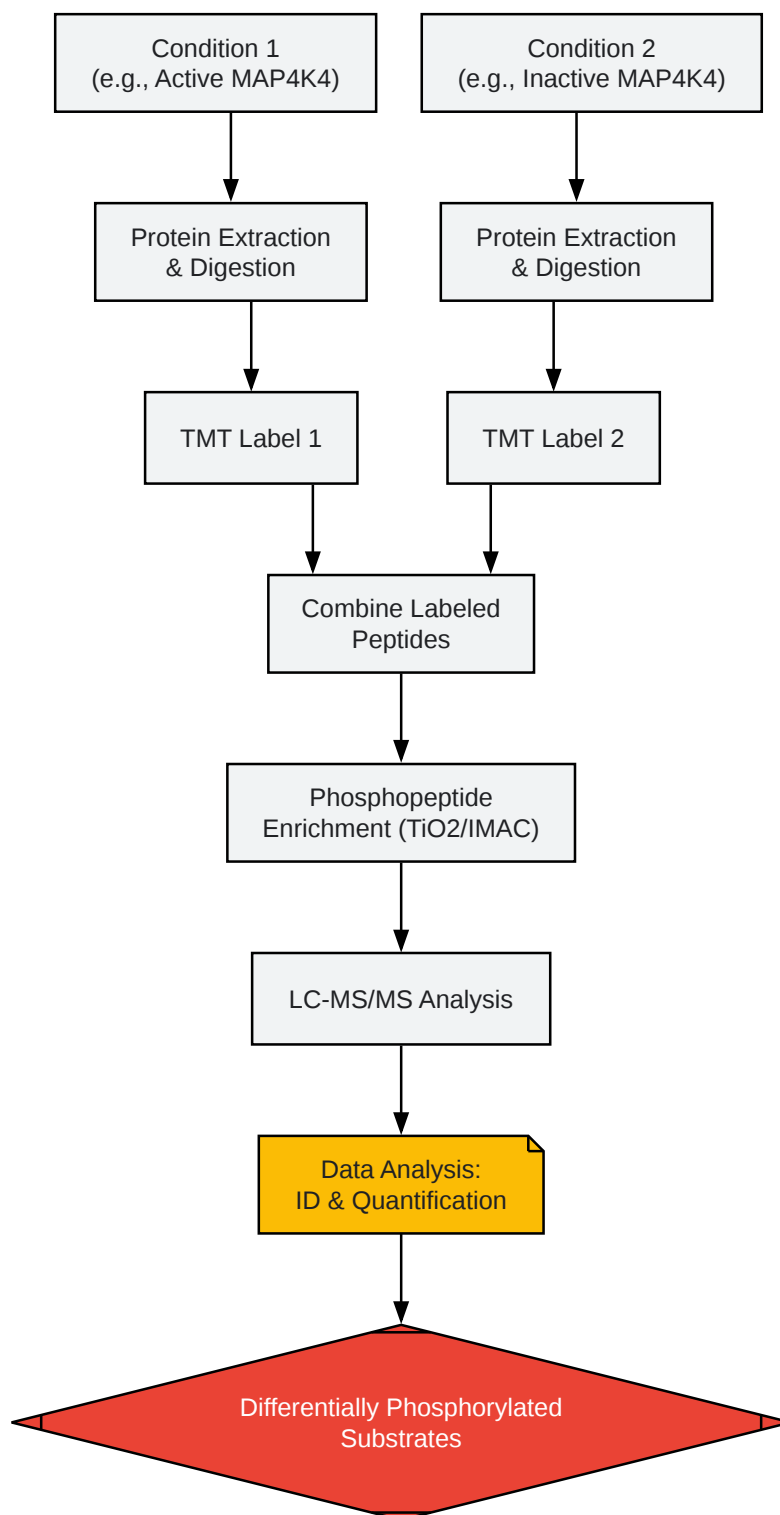 Condition 1
(e.g., Active MAP4K4)
Condition 2
(e.g., Inactive MAP4K4)
Protein Extraction
& Digestion
Protein Extraction
& Digestion
TMT Label 1
TMT Label 2
Combine Labeled
Peptides
Phosphopeptide
Enrichment (TiO2/IMAC)
LC-MS/MS Analysis
Data Analysis:
ID & Quantification
Differentially Phosphorylated
Substrates